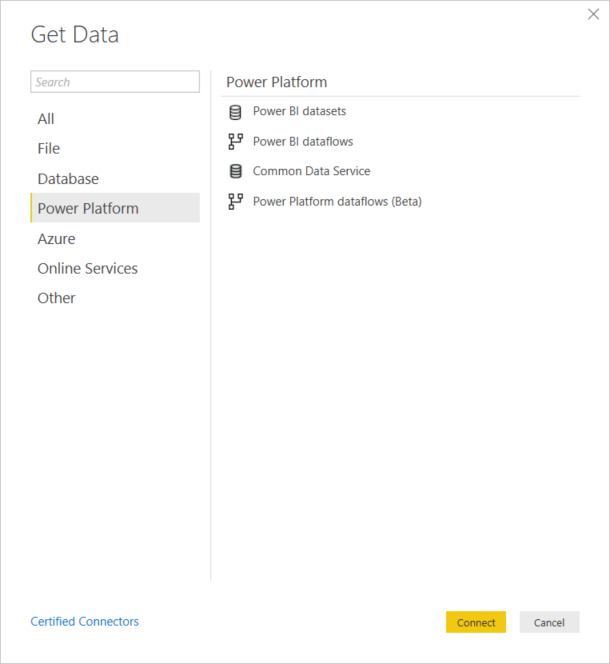 Get Data
Search
All
File
Database
Power Platform
Azure
Online Services
Other
Power Platform
Power BI datasets
Power BI dataflows
Common Data Service
Power Platform dataflows (Beta)
Certified Connectors
Connect
Cancel